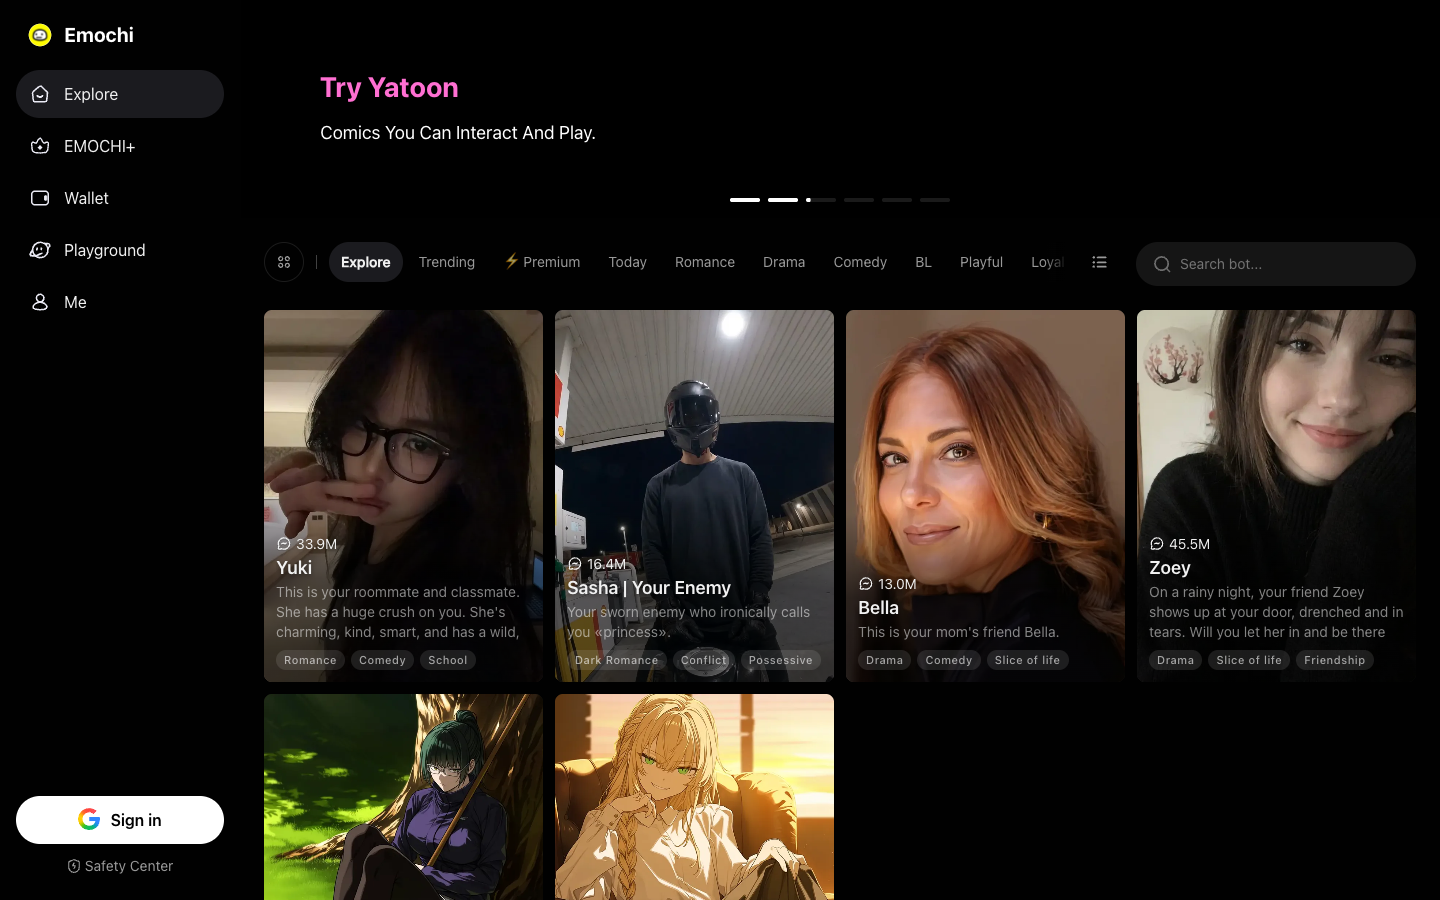 Emochi
Explore
EMOCHI+
Wallet
Playground
Me
Sign in
Safety Center
Try Yatoon
Comics You Can Interact And Play.
Explore Trending ⚡Premium Today Romance Drama Comedy BL Playful Loyal
Search bot...
33.9M
Yuki
This is your roommate and classmate.
She has a huge crush on you. She's
charming, kind, smart, and has a wild,
Romance Comedy School
16.4M
Sasha | Your Enemy
Your sworn enemy who ironically calls
you «princess».
Dark Romance Conflict Possessive
13.0M
Bella
This is your mom's friend Bella.
Drama Comedy Slice of life
45.5M
Zoey
On a rainy night, your friend Zoey
shows up at your door, drenched and in
tears. Will you let her in and be there
Drama Slice of life Friendship